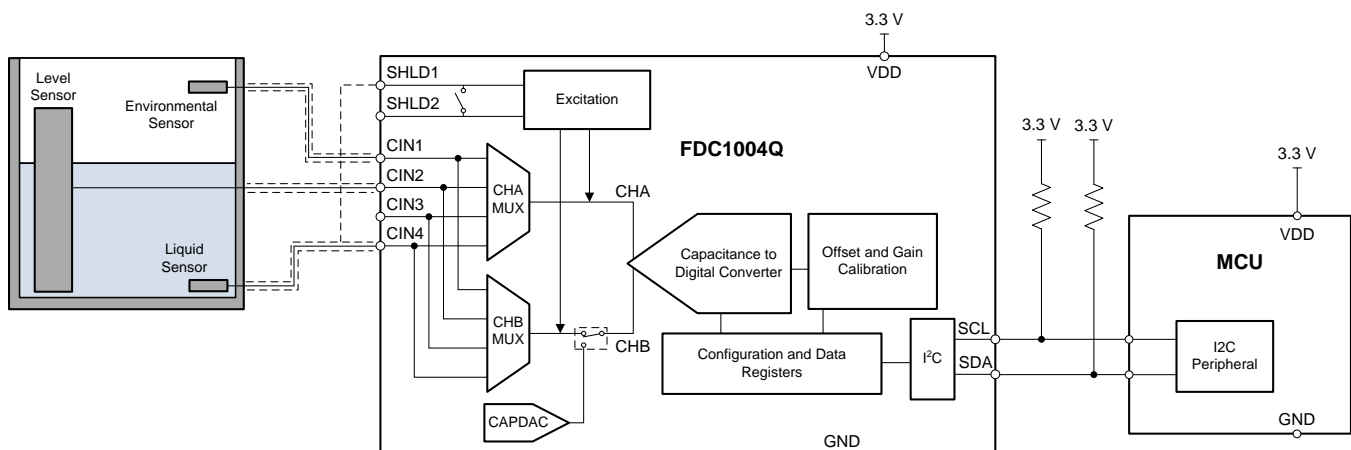 Level
Sensor
Environmental
Sensor
Liquid
Sensor
SHLD1
SHLD2
CIN1
CIN2
CIN3
CIN4
Excitation
3.3 V
VDD
FDC1004Q
CHA
MUX
CHA
CHB
MUX
CHB
CAPDAC
Capacitance to
Digital Converter
Offset and Gain
Calibration
Configuration and Data
Registers
I²C
SCL
SDA
GND
3.3 V
3.3 V
3.3 V
VDD
MCU
I2C
Peripheral
GND